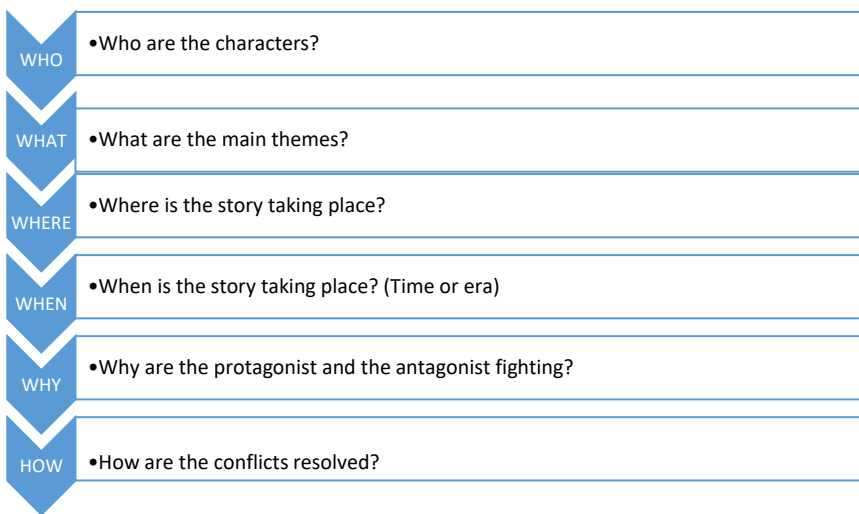 WHO
•Who are the characters?
WHAT
•What are the main themes?
WHERE
•Where is the story taking place?
WHEN
•When is the story taking place? (Time or era)
WHY
•Why are the protagonist and the antagonist fighting?
HOW
•How are the conflicts resolved?